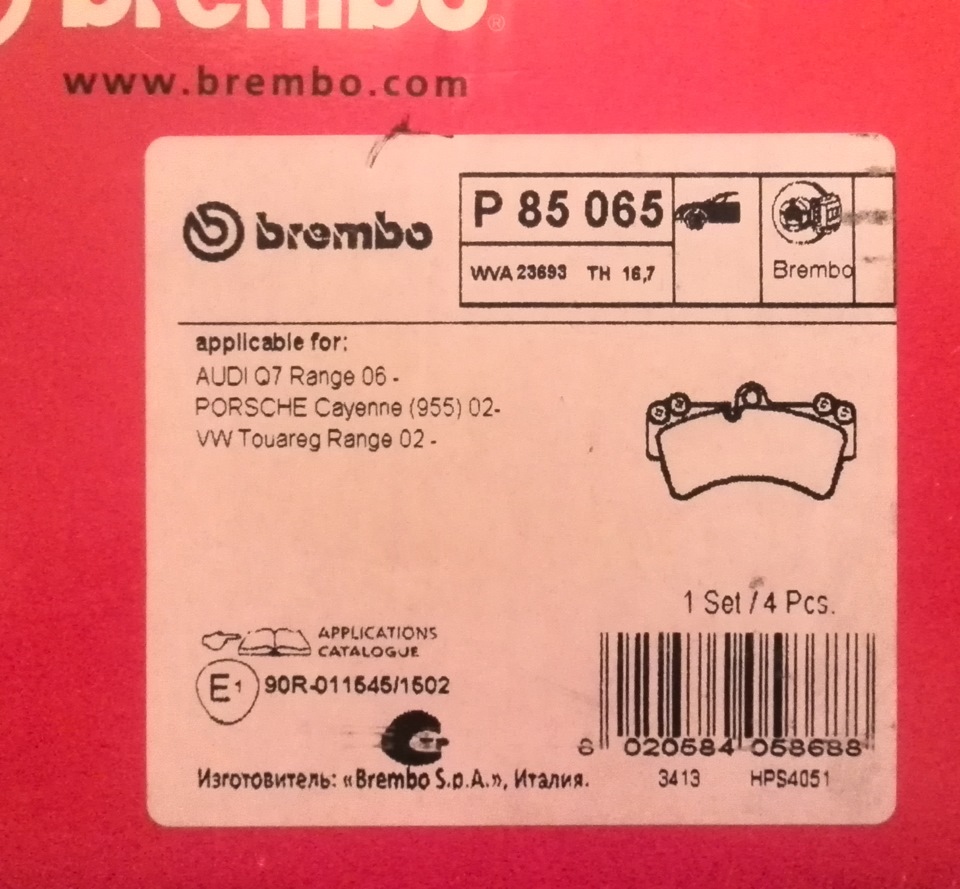 brembo®
www.brembo.com
brembo
P 85 065
WVA 23693 TH 16,7
Brembo
applicable for:
AUDI Q7 Range 06 -
PORSCHE Cayenne (955) 02-
VW Touareg Range 02 -
1 Set / 4 Pcs.
APPLICATIONS
CATALOGUE
E1 90R-011545/1502
8 020584 058688
Изготовитель: «Brembo S.p.A.», Италия.
3413 HPS4051